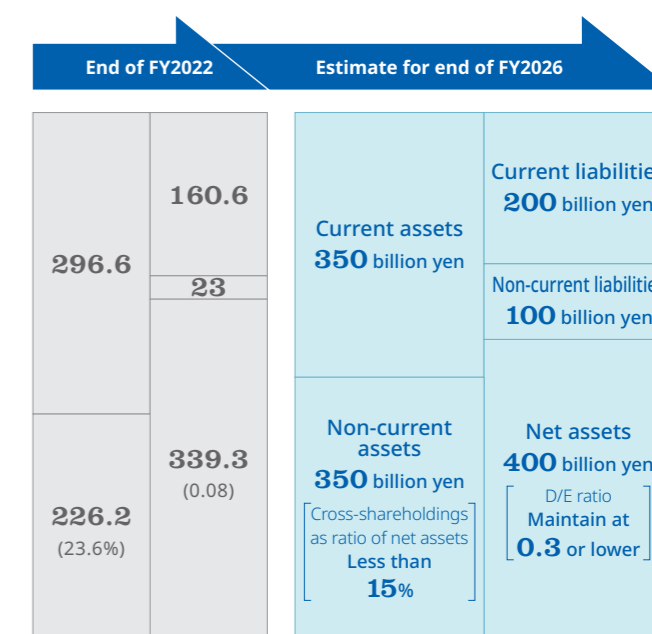 End of FY2022
Estimate for end of FY2026
296.6
226.2
(23.6%)
160.6
23
339.3
(0.08)
Current assets
350 billion yen
Non-current
assets
350 billion yen
Cross-shareholdings
as ratio of net assets
Less than
15%
Current liabilitie
200 billion yen
Non-current liabilitie
100 billion yen
Net assets
400 billion yen
D/E ratio
Maintain at
0.3 or lower